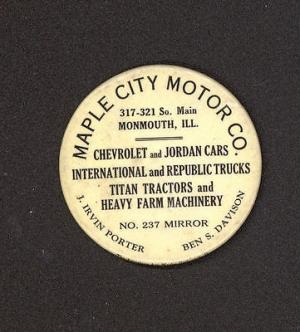 MAPLE CITY MOTOR CO.
317-321 So. Main
MONMOUTH, ILL.
CHEVROLET and JORDAN CARS
INTERNATIONAL and REPUBLIC TRUCKS
TITAN TRACTORS and
HEAVY FARM MACHINERY
NO. 237 MIRROR
J. IRVIN PORTER
BEN S. DAVISON